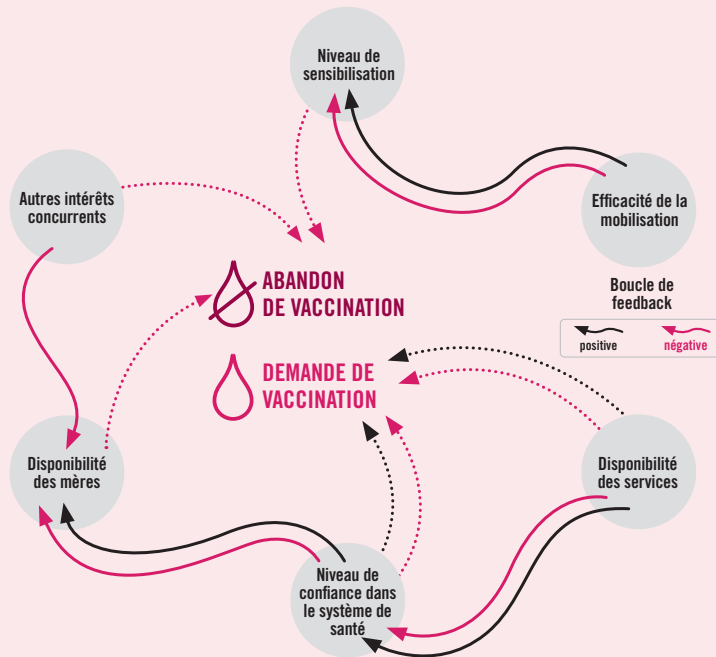 Niveau de
sensibilisation
Autres intérêts
concurrents
Efficacité de la
mobilisation
ABANDON
DE VACCINATION
Boucle de
feedback
positive
négative
DEMANDE DE
VACCINATION
Disponibilité
des mères
Disponibilité
des services
Niveau de
confiance dans
le système de
santé